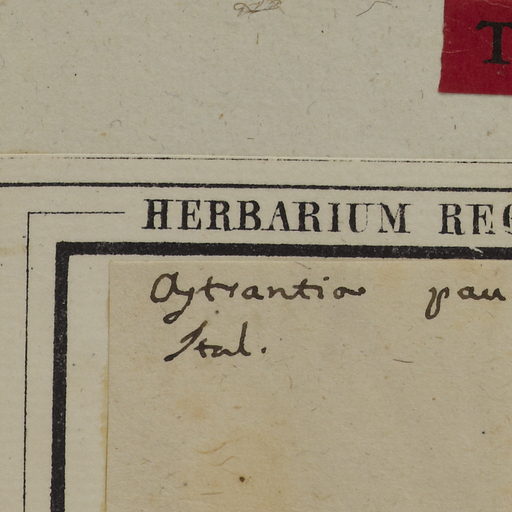 T
HERBARIUM REG
Astrantia pau
Ital.